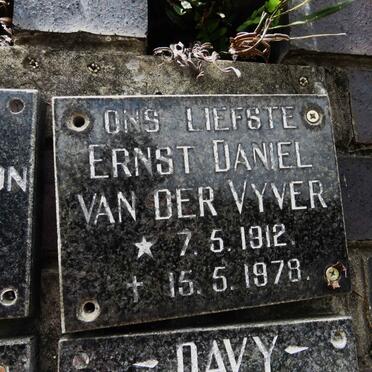 ONS LIEFSTE
ERNST DANIEL
VAN DER VYVER
★ 7. 5. 1912.
† 15. 5. 1978.
- DAVY -